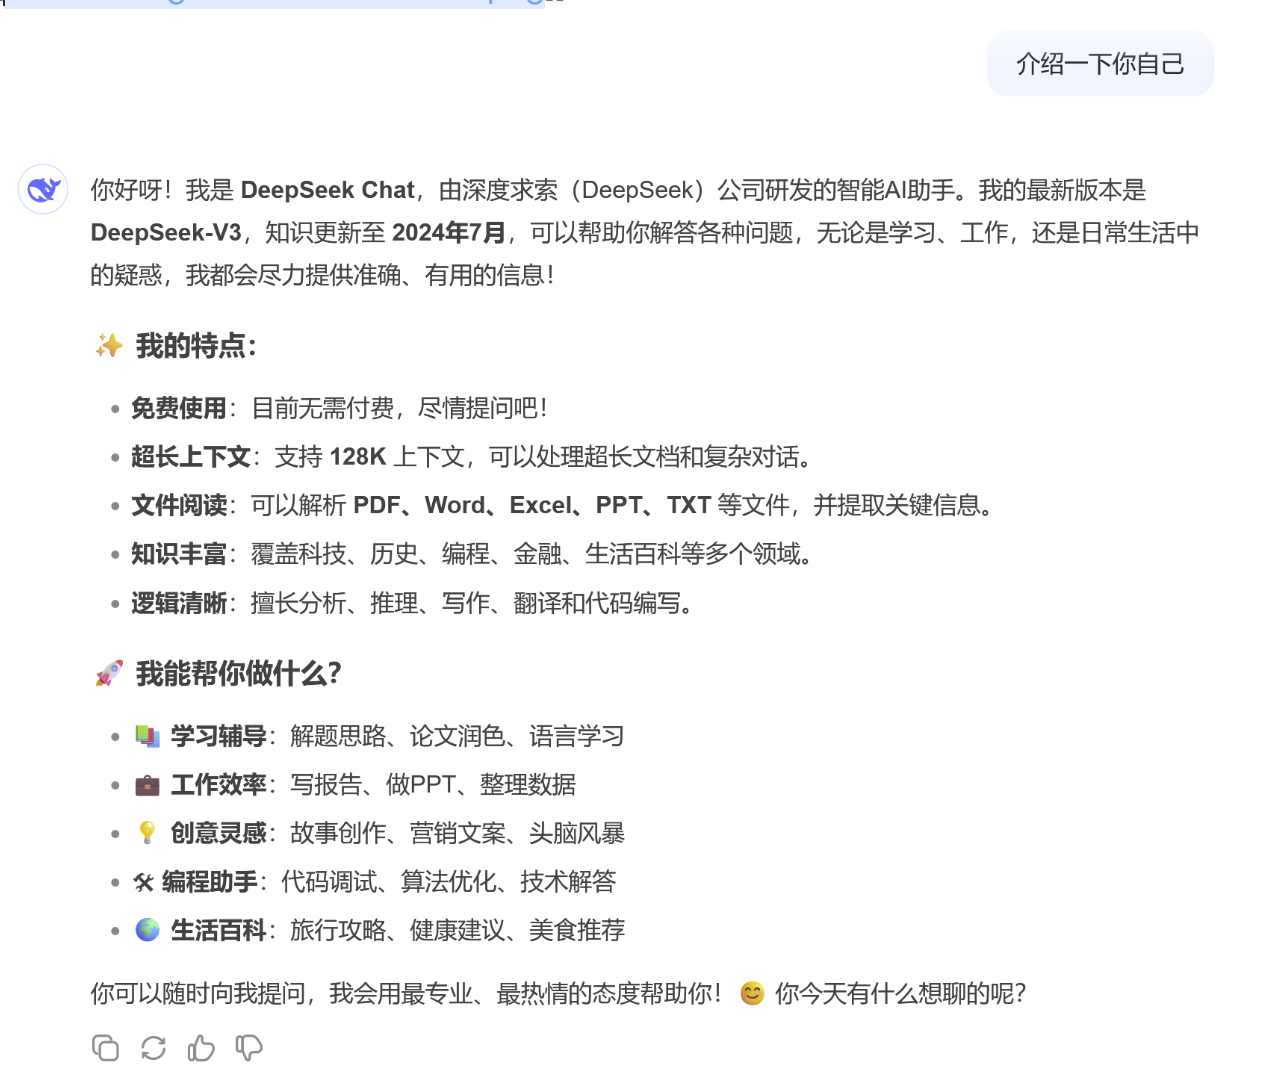 介绍一下你自己
你好呀！我是 DeepSeek Chat，由深度求索（DeepSeek）公司研发的智能AI助手。我的最新版本是
DeepSeek-V3，知识更新至 2024年7月，可以帮助你解答各种问题，无论是学习、工作，还是日常生活中
的疑惑，我都会尽力提供准确、有用的信息！
✨ 我的特点：
• 免费使用：目前无需付费，尽情提问吧！
• 超长上下文：支持 128K 上下文，可以处理超长文档和复杂对话。
• 文件阅读：可以解析 PDF、Word、Excel、PPT、TXT 等文件，并提取关键信息。
• 知识丰富：覆盖科技、历史、编程、金融、生活百科等多个领域。
• 逻辑清晰：擅长分析、推理、写作、翻译和代码编写。
🚀 我能帮你做什么？
• 📚 学习辅导：解题思路、论文润色、语言学习
• 💼 工作效率：写报告、做PPT、整理数据
• 💡 创意灵感：故事创作、营销文案、头脑风暴
• 🛠 编程助手：代码调试、算法优化、技术解答
• 🌍 生活百科：旅行攻略、健康建议、美食推荐
你可以随时向我提问，我会用最专业、最热情的态度帮助你！😊 你今天有什么想聊的呢？